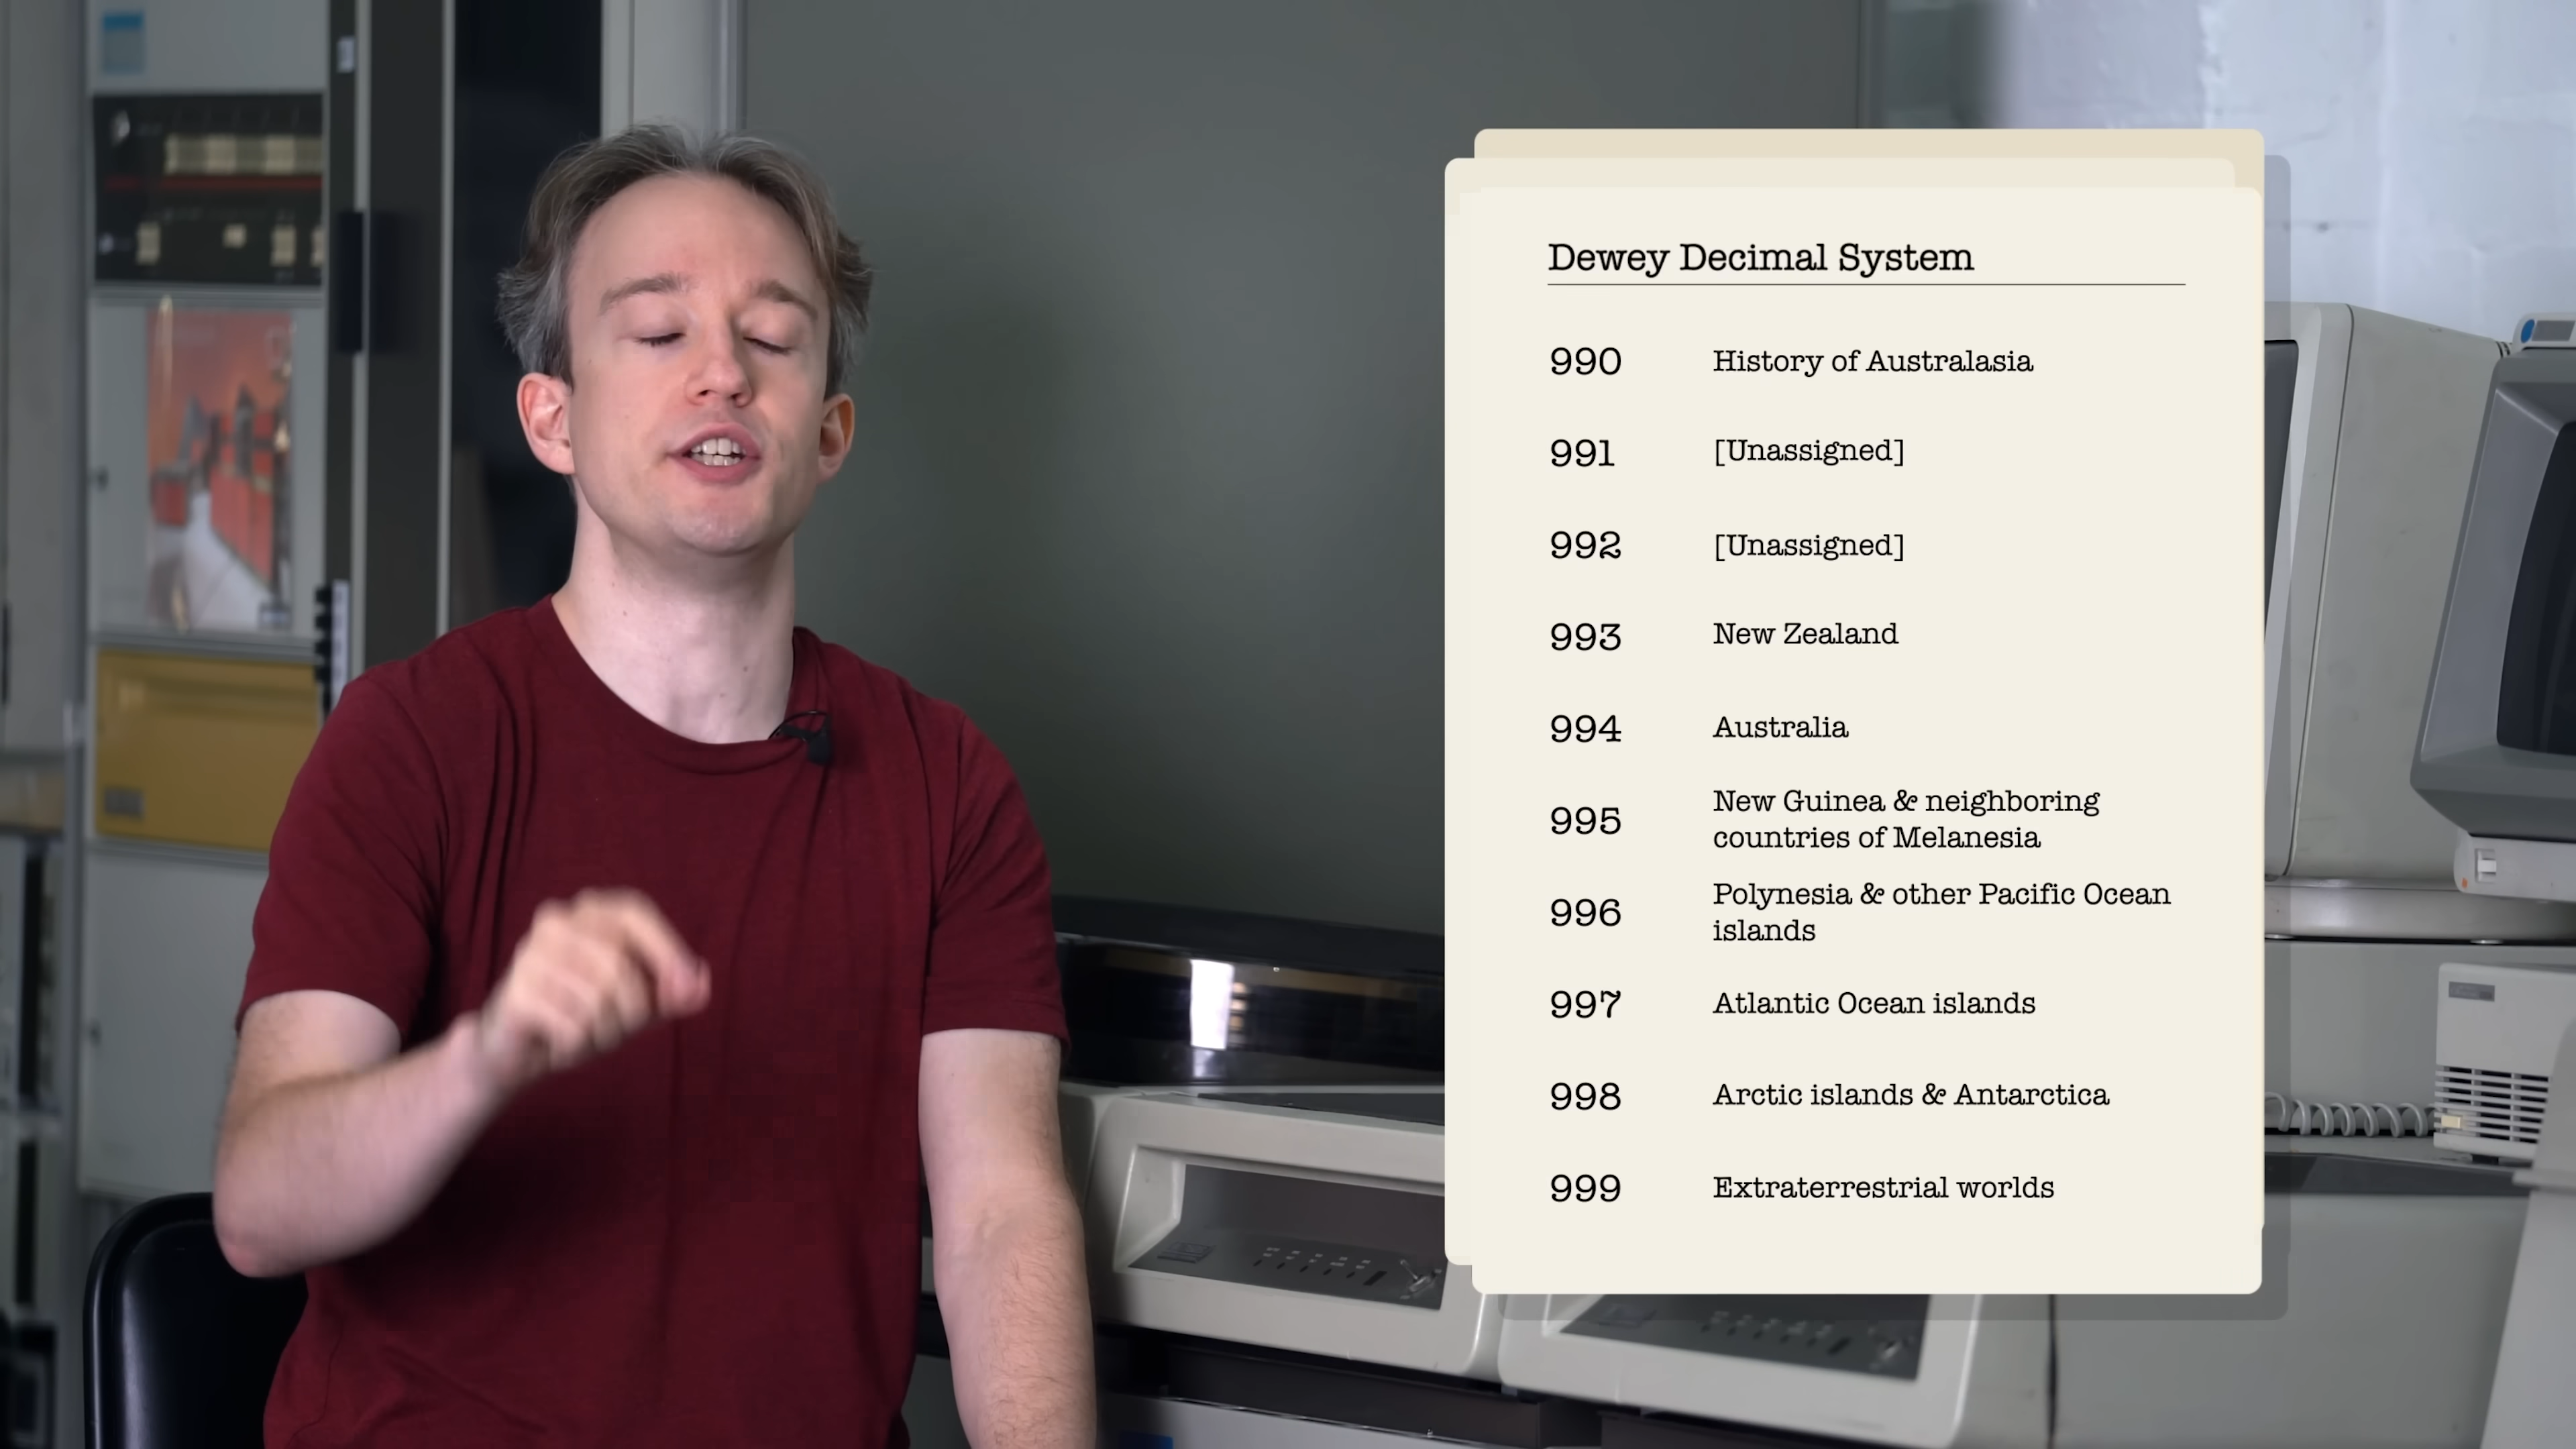 Dewey Decimal System
990 History of Australasia
991 [Unassigned]
992 [Unassigned]
993 New Zealand
994 Australia
995 New Guinea & neighboring
countries of Melanesia
996 Polynesia & other Pacific Ocean
islands
997 Atlantic Ocean islands
998 Arctic islands & Antarctica
999 Extraterrestrial worlds